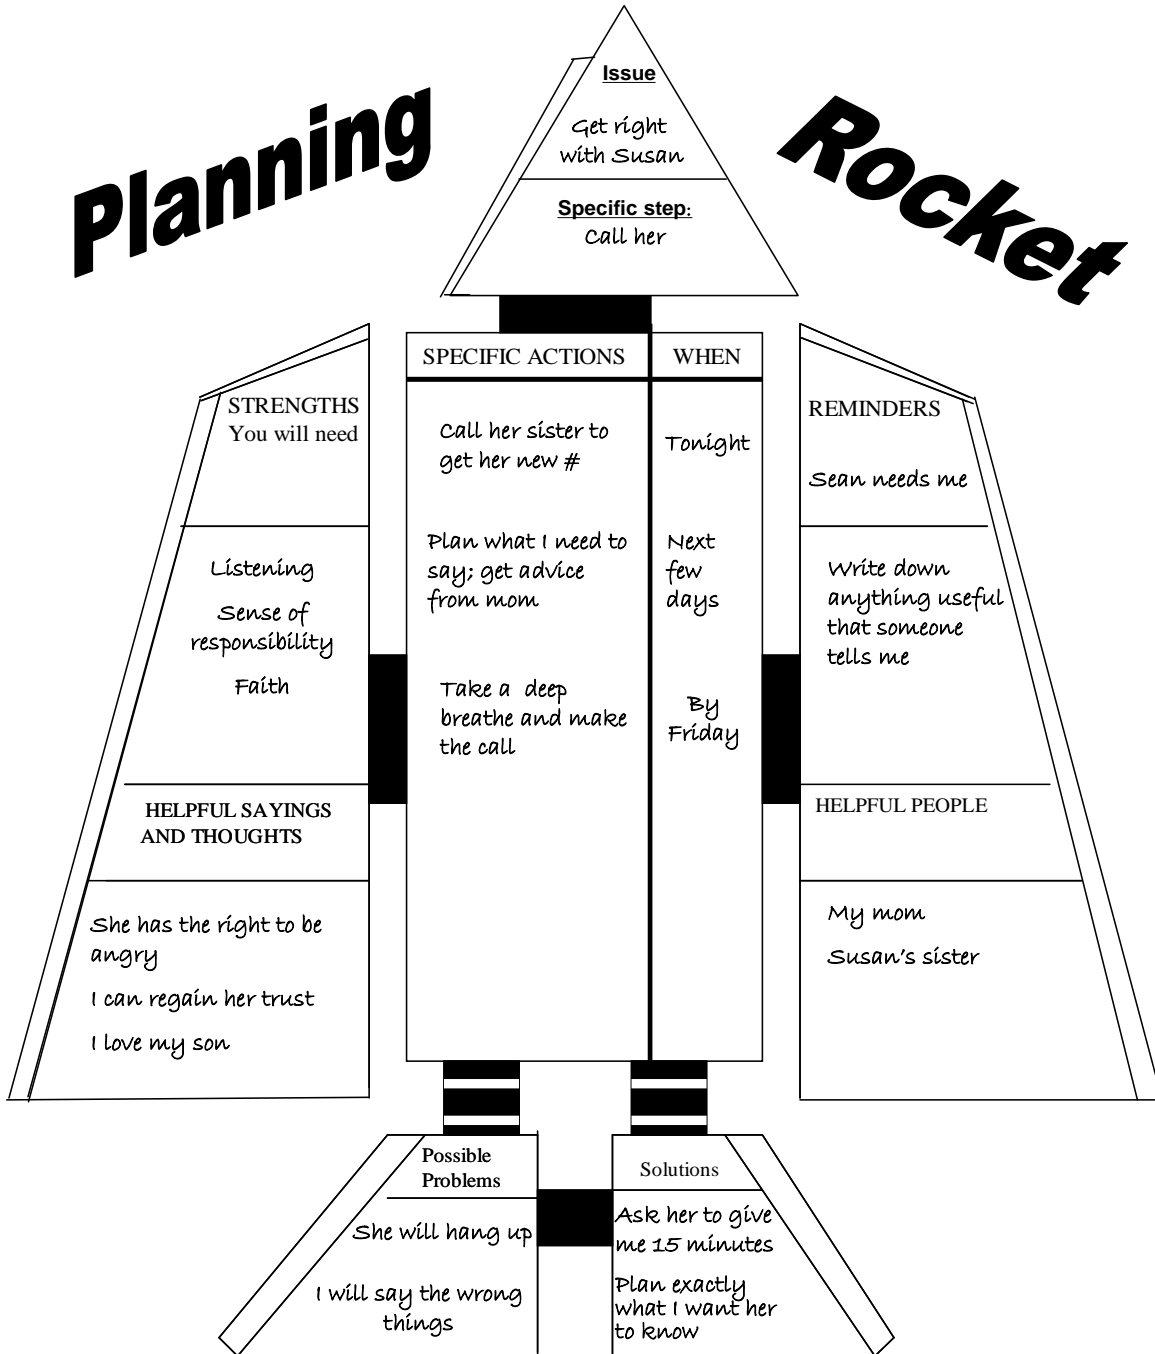 Planning
Rocket
Issue
Get right
with Susan
Specific step:
Call her
SPECIFIC ACTIONS
WHEN
Call her sister to
get her new #
Tonight
Plan what I need to
say; get advice
from mom
Next
few
days
Take a deep
breathe and make
the call
By
Friday
STRENGTHS
You will need
Listening
Sense of
responsibility
Faith
HELPFUL SAYINGS
AND THOUGHTS
She has the right to be
angry
I can regain her trust
I love my son
REMINDERS
Sean needs me
Write down
anything useful
that someone
tells me
HELPFUL PEOPLE
My mom
Susan's sister
Possible
Problems
She will hang up
I will say the wrong
things
Solutions
Ask her to give
me 15 minutes
Plan exactly
what I want her
to know